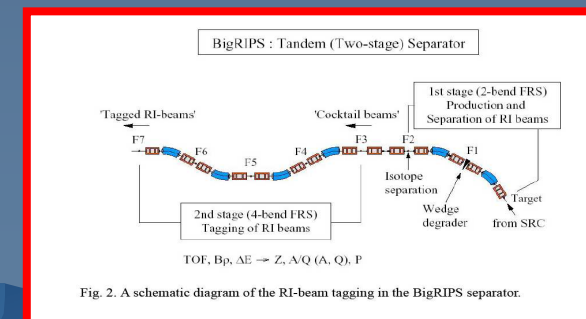 BigRIPS : Tandem (Two-stage) Separator
1st stage (2-bend FRS)
Production and
Separation of RI beams
'Tagged RI-beams'
'Cocktail beams'
F7
F6
F5
F4
F3
F2
F1
Isotope
separation
Wedge
degrader
Target
from SRC
2nd stage (4-bend FRS)
Tagging of RI beams
TOF, Bρ, ΔE → Z, A/Q (A, Q), P
Fig. 2. A schematic diagram of the RI-beam tagging in the BigRIPS separator.